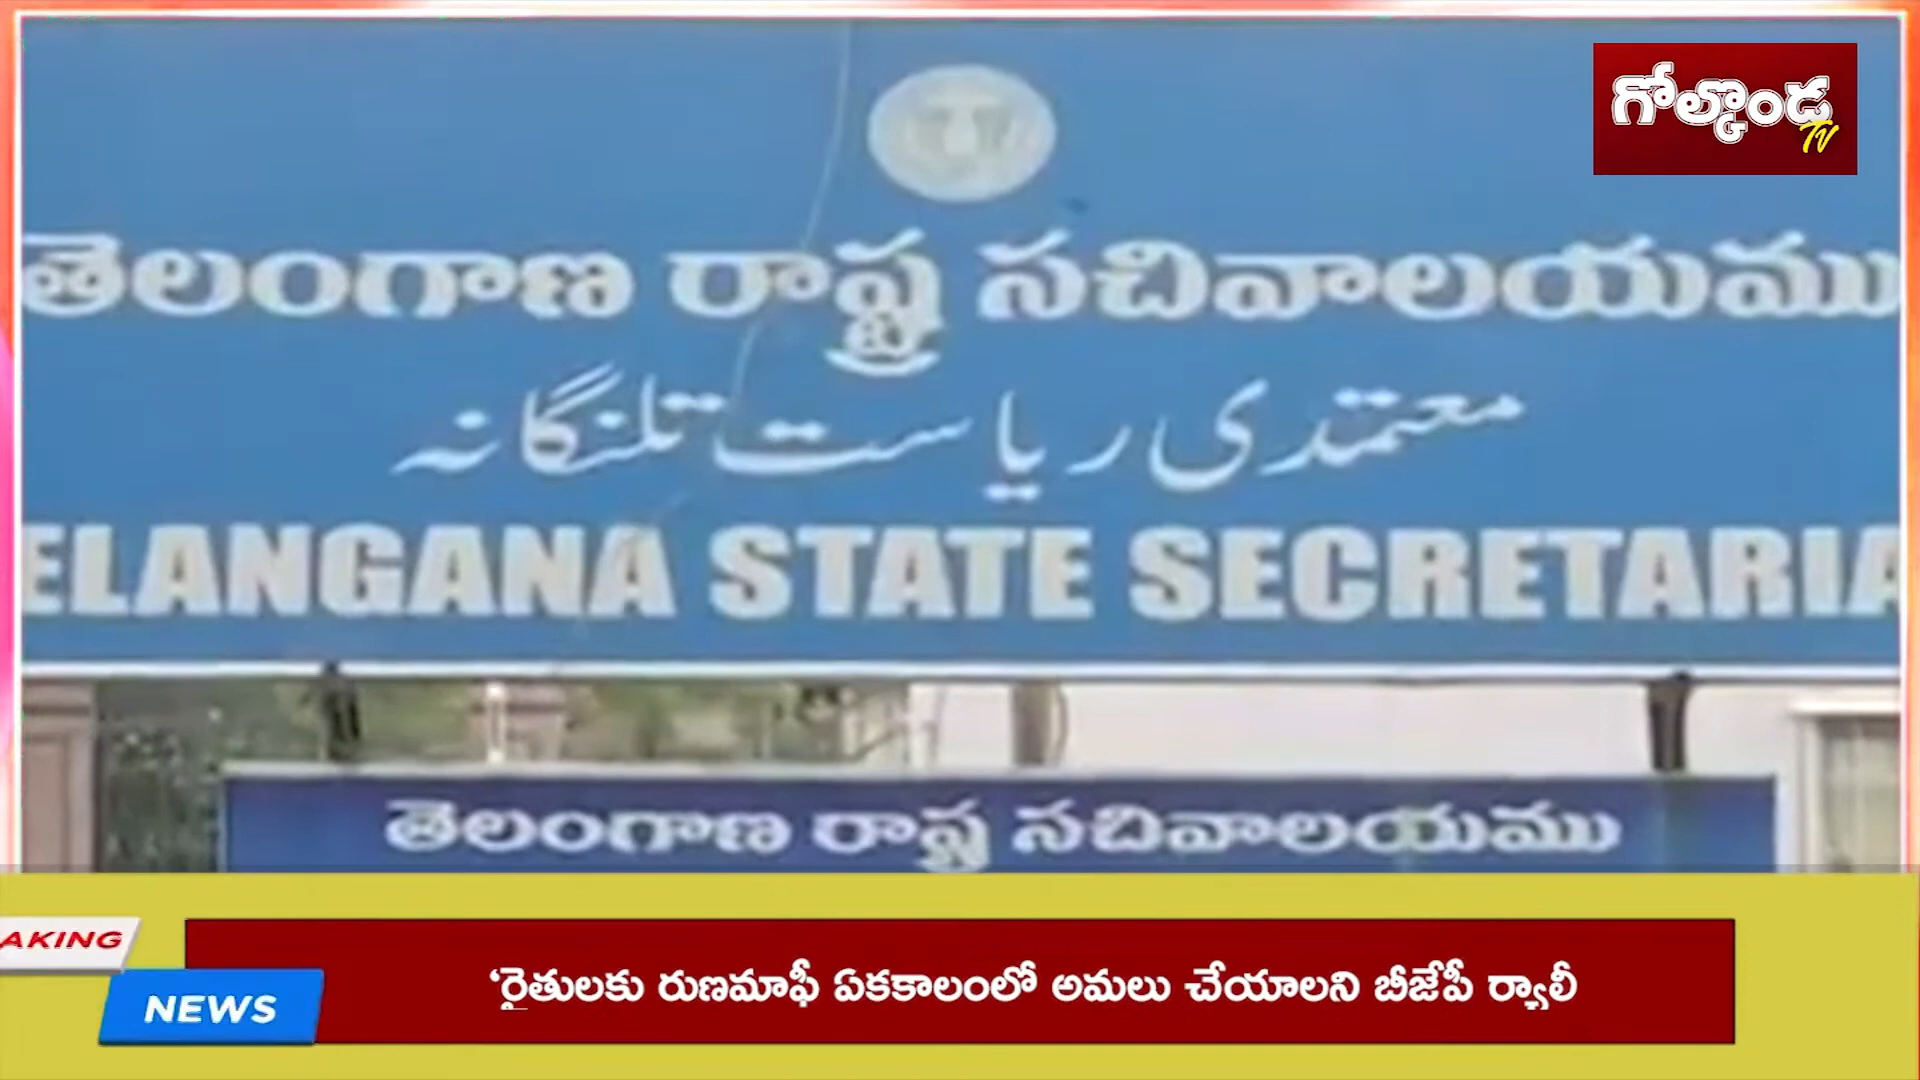 గోల్కొండ
TV
తెలంగాణ రాష్ట్ర సచివాలయము
معتمدی ریاست تلنگانہ
ELANGANA STATE SECRETARIA
తెలంగాణ రాష్ట్ర సచివాలయము
AKING
NEWS
‘రైతులకు రుణమాఫీ ఏకకాలంలో అమలు చేయాలని బీజేపీ ర్యాలీ